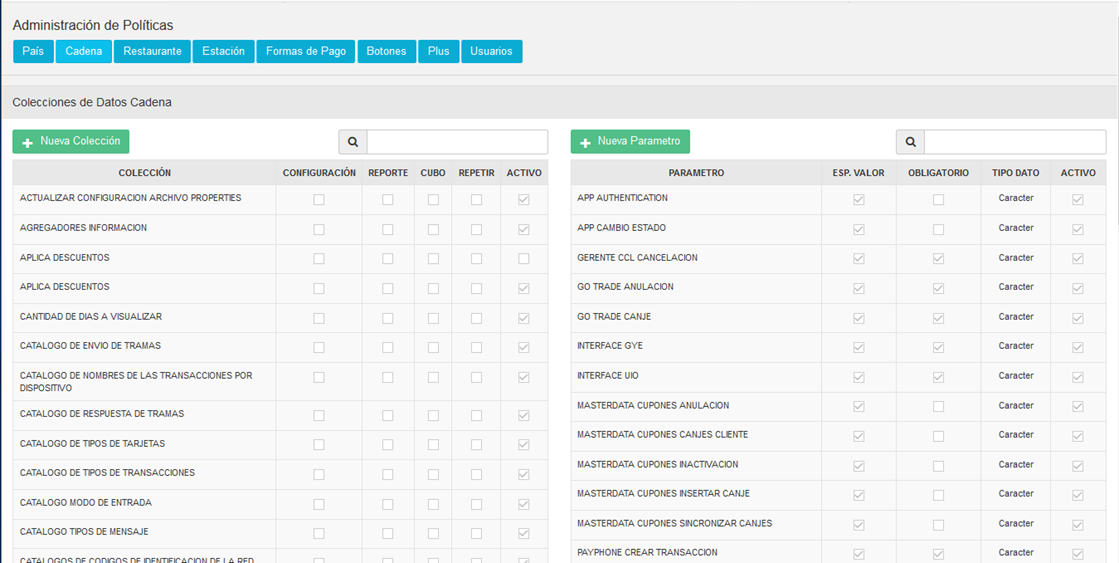 Administración de Políticas
País Cadena Restaurante Estación Formas de Pago Botones Plus Usuarios
Colecciones de Datos Cadena
Nueva Colección
COLECCIÓN CONFIGURACIÓN REPORTE CUBO REPETIR ACTIVO
ACTUALIZAR CONFIGURACION ARCHIVO PROPERTIES
AGREGADORES INFORMACION
APLICA DESCUENTOS
APLICA DESCUENTOS
CANTIDAD DE DIAS A VISUALIZAR
CATALOGO DE ENVIO DE TRAMAS
CATALOGO DE NOMBRES DE LAS TRANSACCIONES POR
DISPOSITIVO
CATALOGO DE RESPUESTA DE TRAMAS
CATALOGO DE TIPOS DE TARJETAS
CATALOGO DE TIPOS DE TRANSACCIONES
CATALOGO MODO DE ENTRADA
CATALOGO TIPOS DE MENSAJE
CATALOGOS DE CODIGOS DE IDENTIFICACION DE LA RED
Nueva Parametro
PARAMETRO ESP. VALOR OBLIGATORIO TIPO DATO ACTIVO
APP AUTHENTICATION Caracter
APP CAMBIO ESTADO Caracter
GERENTE CCL CANCELACION Caracter
GO TRADE ANULACION Caracter
GO TRADE CANJE Caracter
INTERFACE GYE Caracter
INTERFACE UIO Caracter
MASTERDATA CUPONES ANULACION Caracter
MASTERDATA CUPONES CANJES CLIENTE Caracter
MASTERDATA CUPONES INACTIVACION Caracter
MASTERDATA CUPONES INSERTAR CANJE Caracter
MASTERDATA CUPONES SINCRONIZAR CANJES Caracter
PAYPHONE CREAR TRANSACCION Caracter